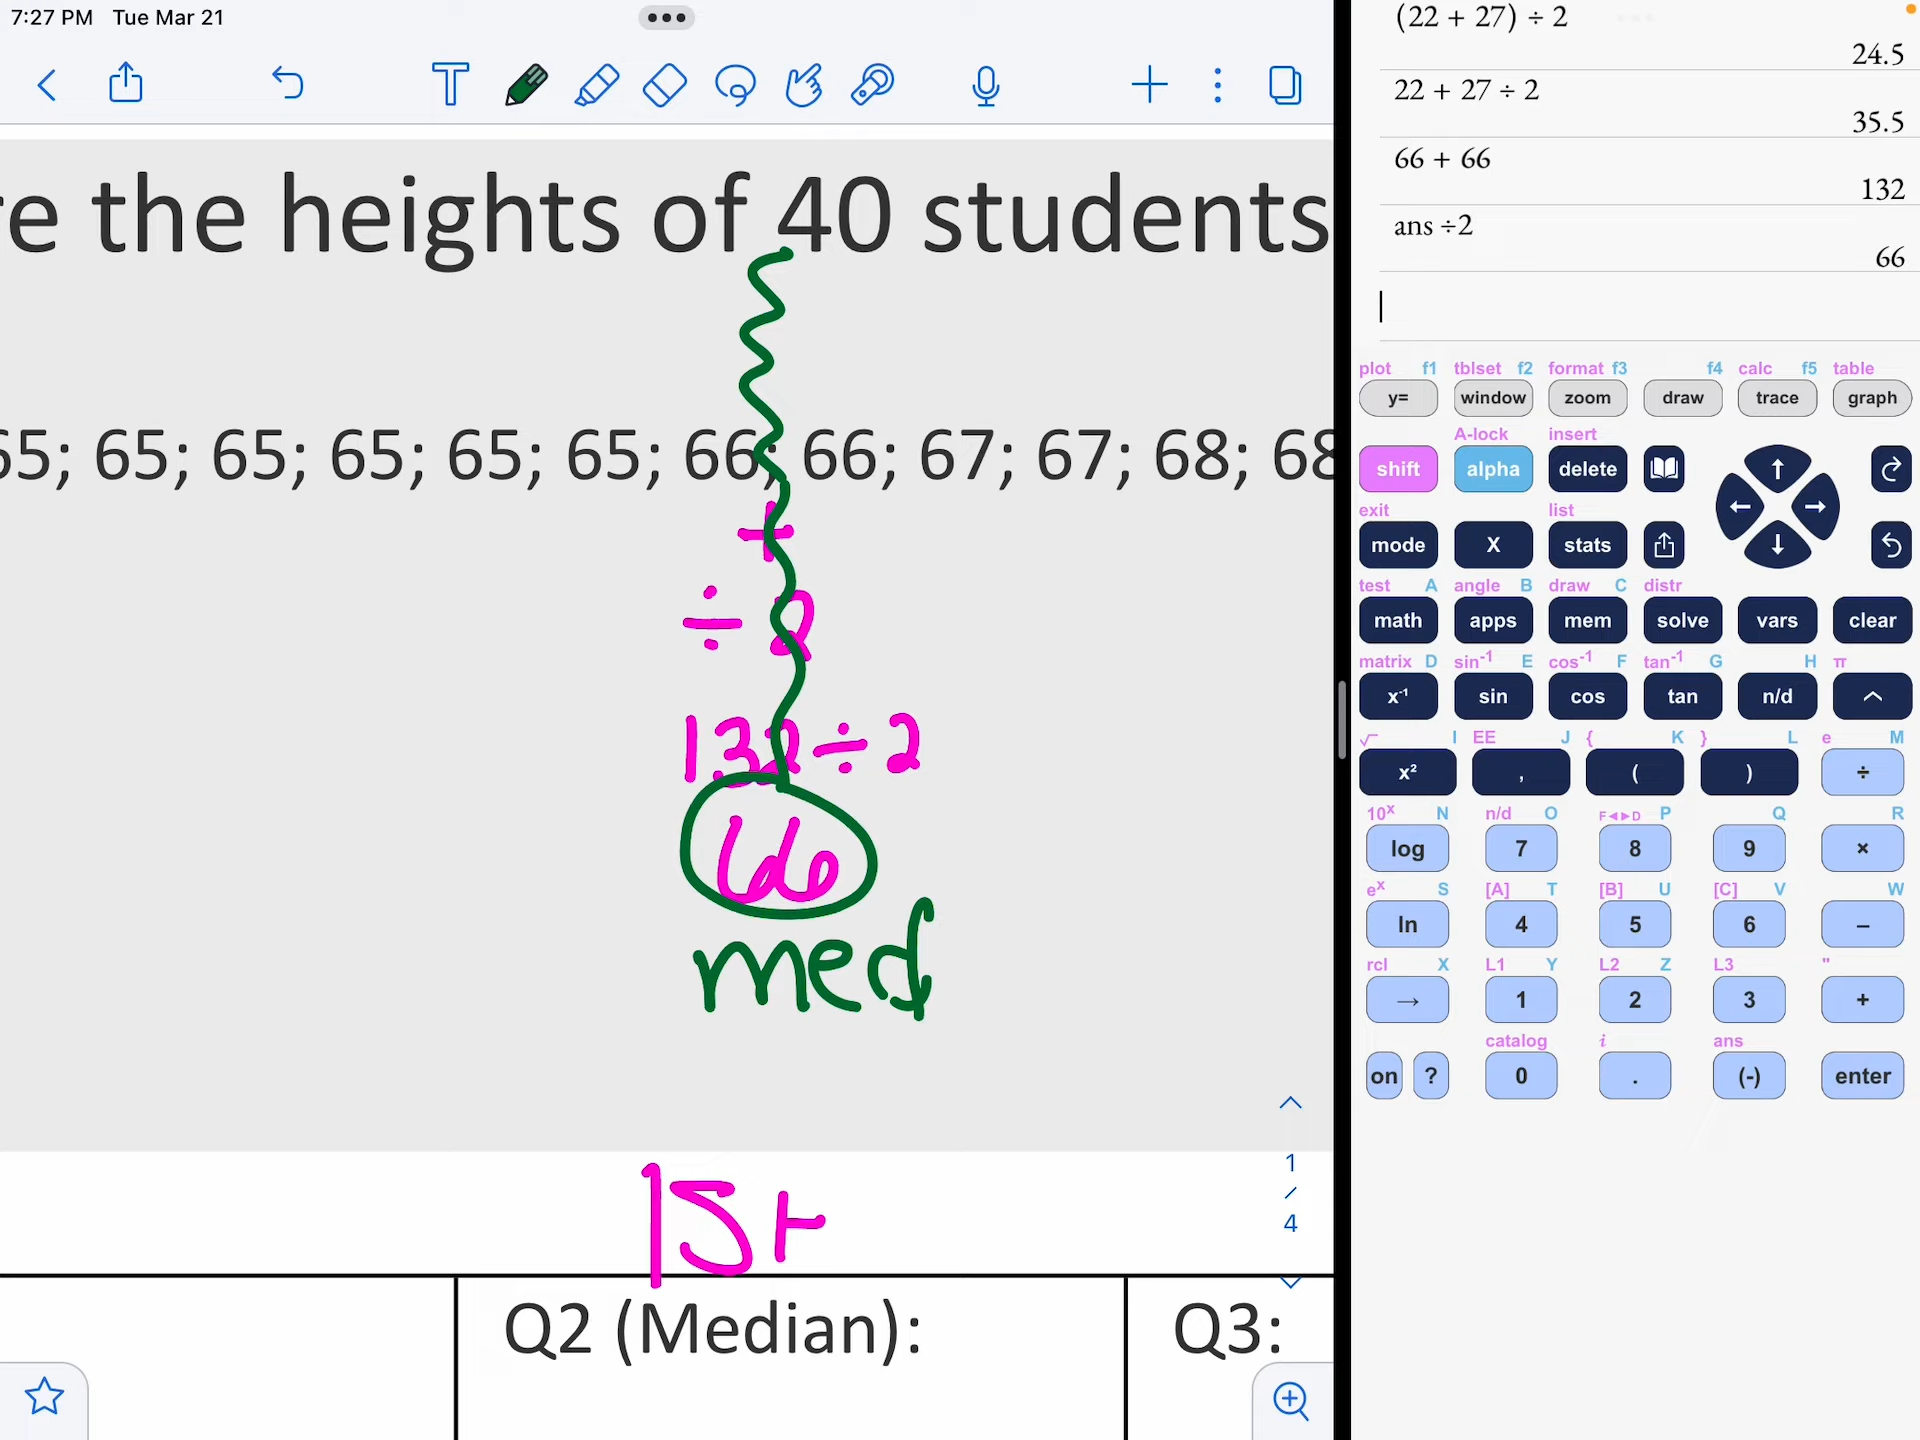 7:27 PM Tue Mar 21
T
re the heights of 40 students
65; 65; 65; 65; 65; 65; 66; 66; 67; 67; 68; 68
+
÷ 2
132 ÷ 2
66
med
1
/
4
Q2 (Median):
Q3:
(22 + 27) ÷ 2
24.5
22 + 27 ÷ 2
35.5
66 + 66
132
ans ÷2
66
plot f1 tblset f2 format f3 f4 calc f5 table
y= window zoom draw trace graph
A-lock insert
shift alpha delete
exit list
mode X stats
test A angle B draw C distr
math apps mem solve vars clear
matrix D sin⁻¹ E cos⁻¹ F tan⁻¹ G H π
x⁻¹ sin cos tan n/d ^
√ I EE J { K } L e M
x² , ( ) ÷
10ˣ N n/d O F◄►D P Q R
log 7 8 9 ×
eˣ S [A] T [B] U [C] V W
ln 4 5 6 −
rcl X L1 Y L2 Z L3 "
→ 1 2 3 +
catalog i ans
on ? 0 . (-) enter